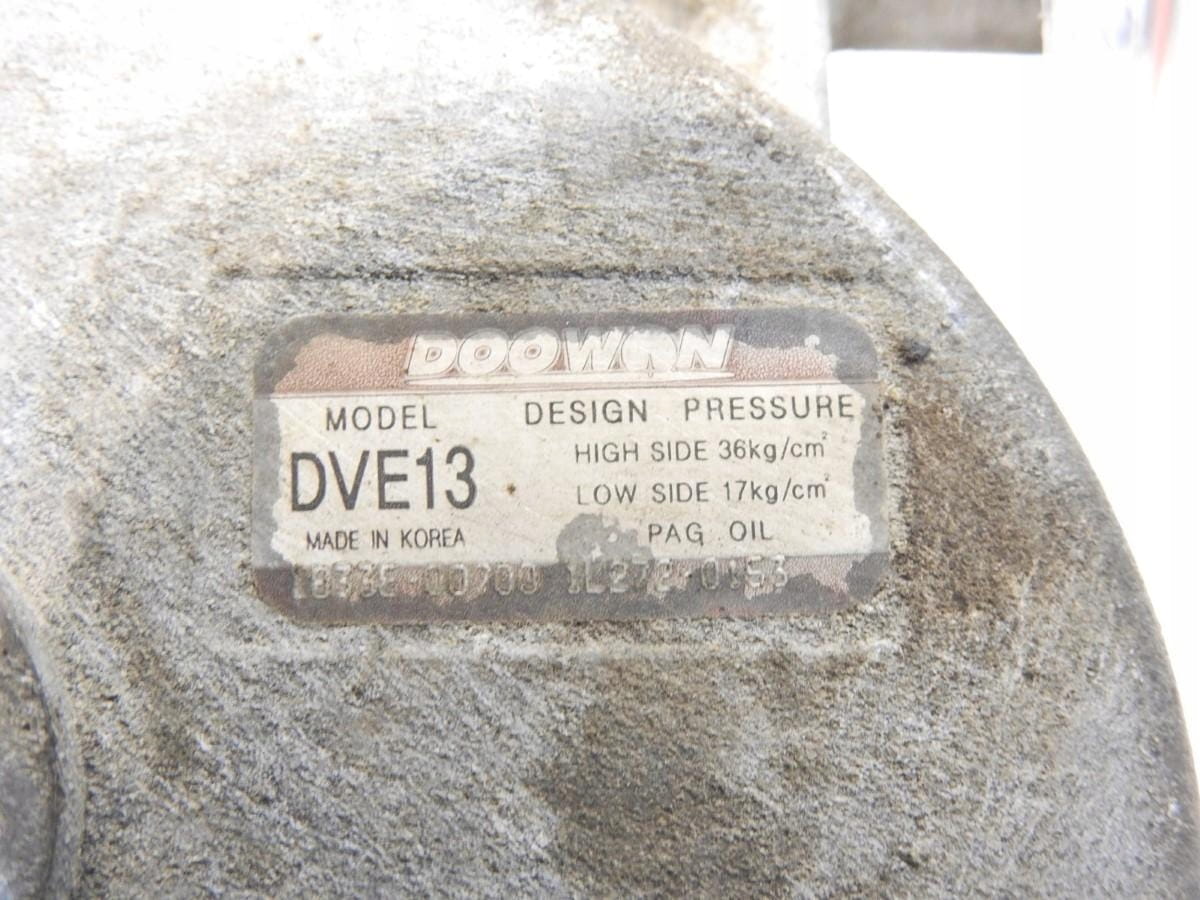 DOOWON
MODEL DESIGN PRESSURE
DVE13 HIGH SIDE 36kg/cm²
LOW SIDE 17kg/cm²
MADE IN KOREA PAG OIL